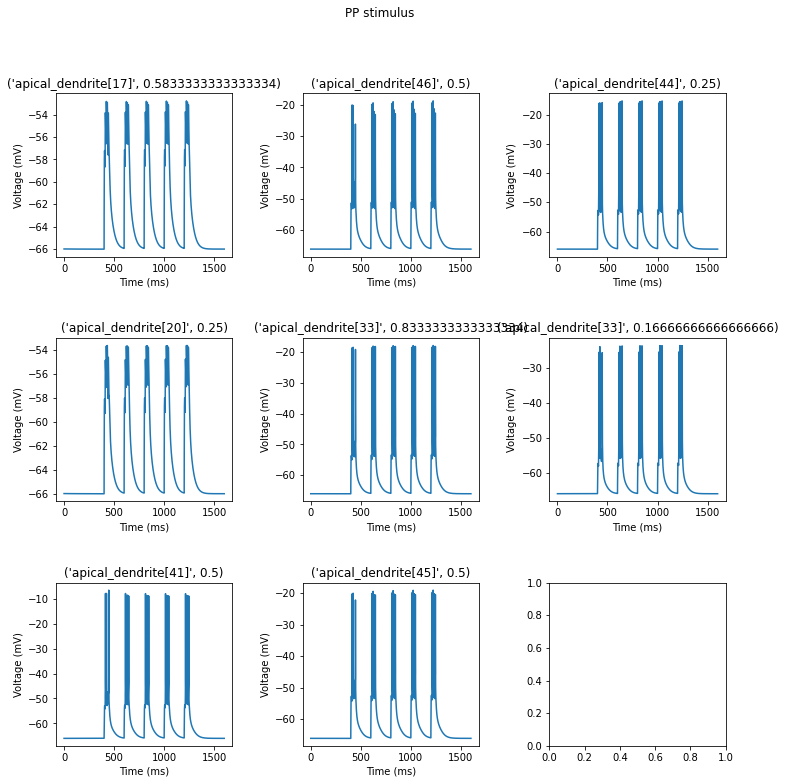 PP stimulus
('apical_dendrite[17]', 0.5833333333333334)
('apical_dendrite[46]', 0.5)
('apical_dendrite[44]', 0.25)
Voltage (mV)
−54
−56
−58
−60
−62
−64
−66
0 500 1000 1500
Time (ms)
Voltage (mV)
−20
−30
−40
−50
−60
0 500 1000 1500
Time (ms)
Voltage (mV)
−20
−30
−40
−50
−60
0 500 1000 1500
Time (ms)
('apical_dendrite[20]', 0.25)
('apical_dendrite[33]', 0.8333333333333334)
('apical_dendrite[33]', 0.16666666666666666)
Voltage (mV)
−54
−56
−58
−60
−62
−64
−66
0 500 1000 1500
Time (ms)
Voltage (mV)
−20
−30
−40
−50
−60
0 500 1000 1500
Time (ms)
Voltage (mV)
−30
−40
−50
−60
0 500 1000 1500
Time (ms)
('apical_dendrite[41]', 0.5)
('apical_dendrite[45]', 0.5)
Voltage (mV)
−10
−20
−30
−40
−50
−60
0 500 1000 1500
Time (ms)
Voltage (mV)
−20
−30
−40
−50
−60
0 500 1000 1500
Time (ms)
1.0
0.8
0.6
0.4
0.2
0.0
0.0 0.2 0.4 0.6 0.8 1.0